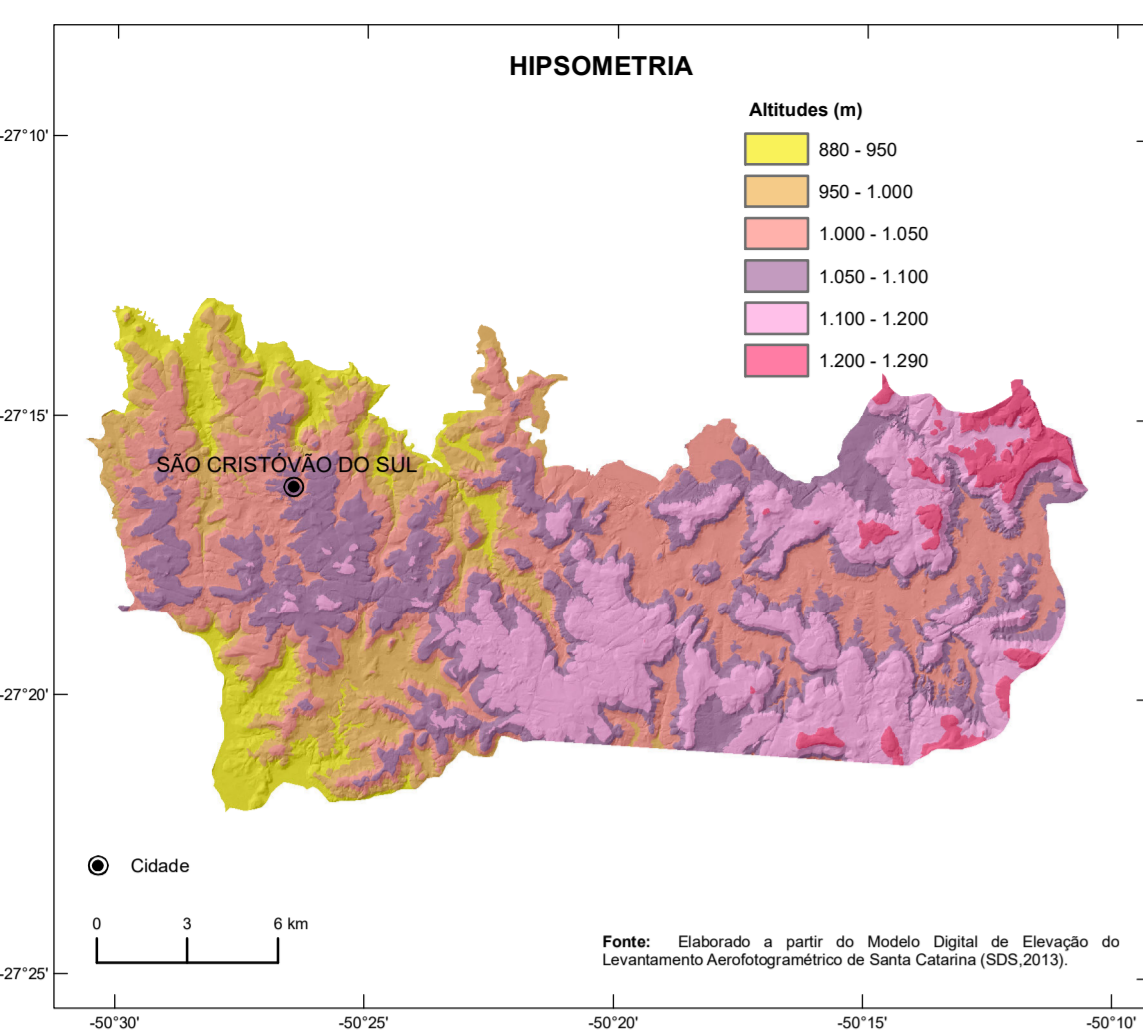 HIPSOMETRIA
Altitudes (m)
880 - 950
950 - 1.000
1.000 - 1.050
1.050 - 1.100
1.100 - 1.200
1.200 - 1.290
-27°10'
-27°15'
SÃO CRISTÓVÃO DO SUL
-27°20'
Cidade
0 3 6 km
Fonte: Elaborado a partir do Modelo Digital de Elevação do
Levantamento Aerofotogramétrico de Santa Catarina (SDS,2013).
-27°25'
-50°30' -50°25' -50°20' -50°15' -50°10'